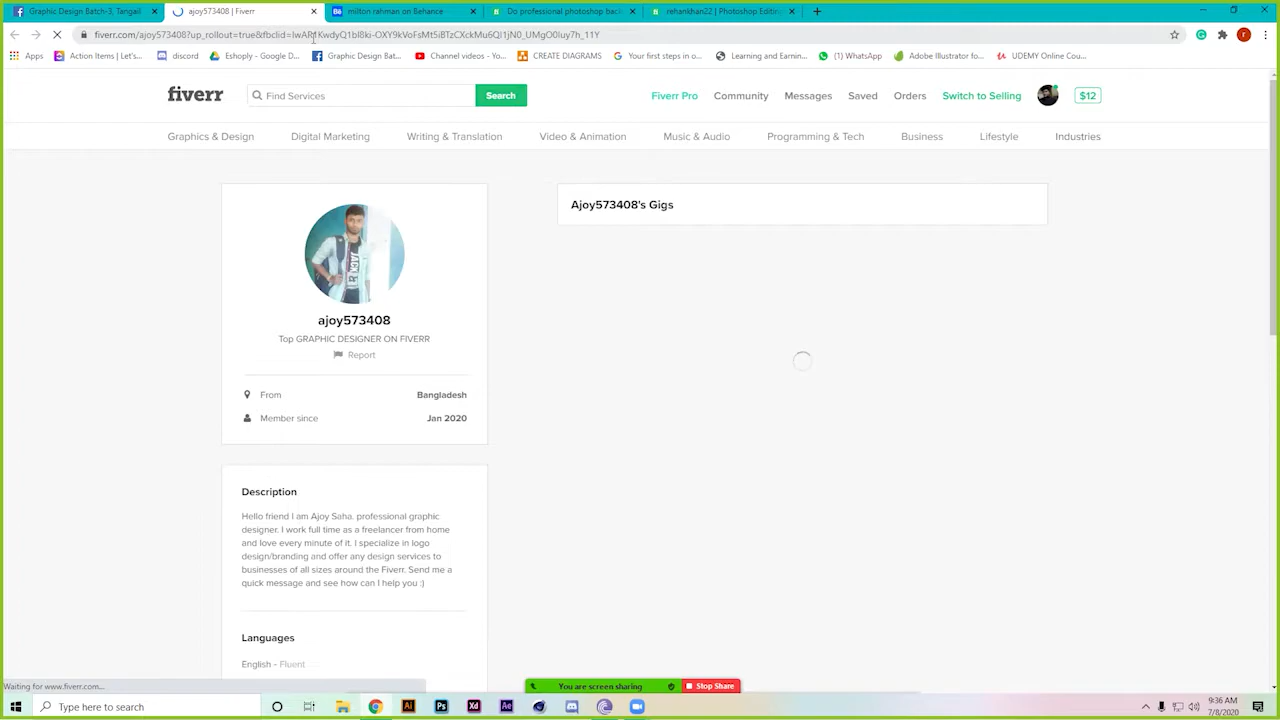 Graphic Design Batch-3, Tangail
ajoy573408 | Fiverr
milton rahman on Behance
Do professional photoshop back
rehankhan22 | Photoshop Editing
fiverr.com/ajoy573408?up_rollout=true&fbclid=IwAR1KwdyQ1bI8ki-OXY9kVoFsMt5iBTzCXckMu6QI1jN0_UMgO0Iuy7h_11Y
Apps
Action Items | Let's...
discord
Eshoply - Google D...
Graphic Design Bat...
Channel videos - Yo...
CREATE DIAGRAMS
Your first steps in o...
Learning and Earnin...
(1) WhatsApp
Adobe Illustrator fo...
UDEMY Online Cou...
fiverr
Find Services
Search
Fiverr Pro
Community
Messages
Saved
Orders
Switch to Selling
$12
Graphics & Design
Digital Marketing
Writing & Translation
Video & Animation
Music & Audio
Programming & Tech
Business
Lifestyle
Industries
ajoy573408
Top GRAPHIC DESIGNER ON FIVERR
Report
From Bangladesh
Member since Jan 2020
Ajoy573408's Gigs
Description
Hello friend I am Ajoy Saha. professional graphic
designer. I work full time as a freelancer from home
and love every minute of it. I specialize in logo
design/branding and offer any design services to
businesses of all sizes around the Fiverr. Send me a
quick message and see how can I help you :)
Languages
English - Fluent
Waiting for www.fiverr.com...
You are screen sharing
Stop Share
Type here to search
9:36 AM
7/8/2020